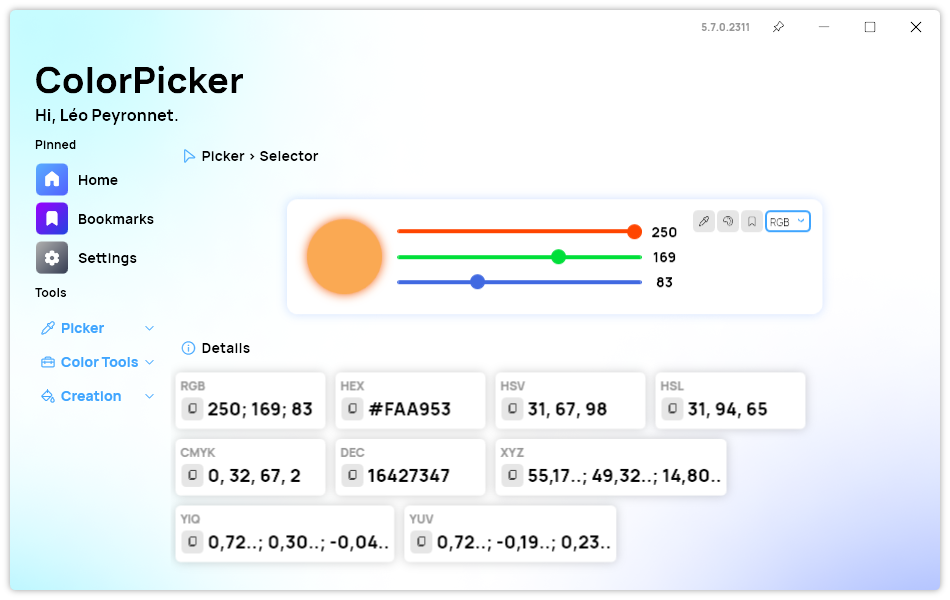 5.7.0.2311
ColorPicker
Hi, Léo Peyronnet.
Pinned
Home
Bookmarks
Settings
Tools
Picker
Color Tools
Creation
Picker > Selector
RGB
250
169
83
Details
RGB
250; 169; 83
HEX
#FAA953
HSV
31, 67, 98
HSL
31, 94, 65
CMYK
0, 32, 67, 2
DEC
16427347
XYZ
55,17..; 49,32..; 14,80..
YIQ
0,72..; 0,30..; -0,04..
YUV
0,72..; -0,19..; 0,23..